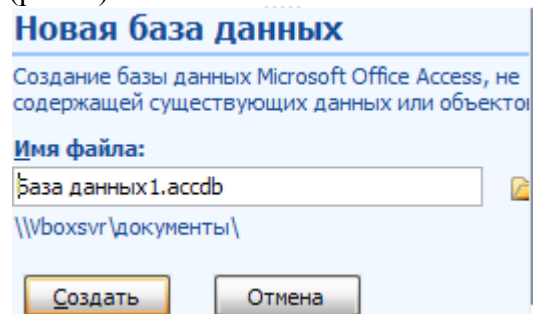 Новая база данных
Создание базы данных Microsoft Office Access, не
содержащей существующих данных или объекто
Имя файла:
База данных1.accdb
\\Vboxsvr\документы\
Создать Отмена